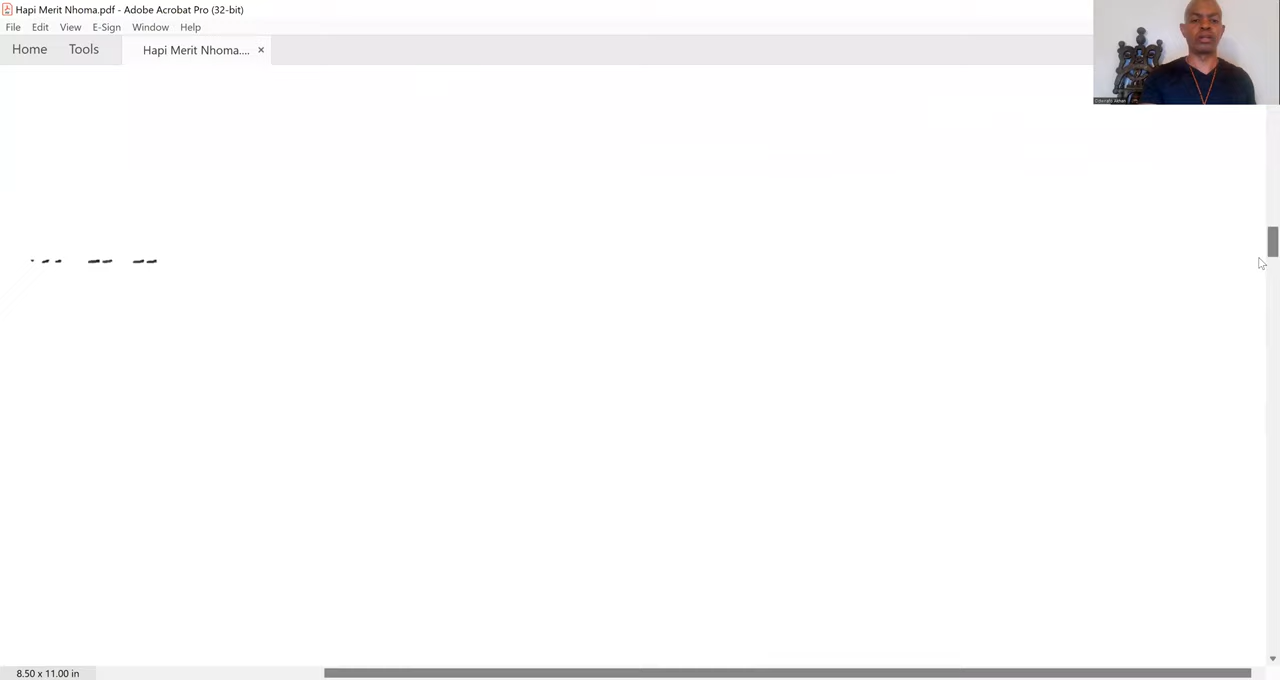 Hapi Merit Nhoma.pdf - Adobe Acrobat Pro (32-bit)
File Edit View E-Sign Window Help
Home Tools Hapi Merit Nhoma.... ×
8.50 x 11.00 in